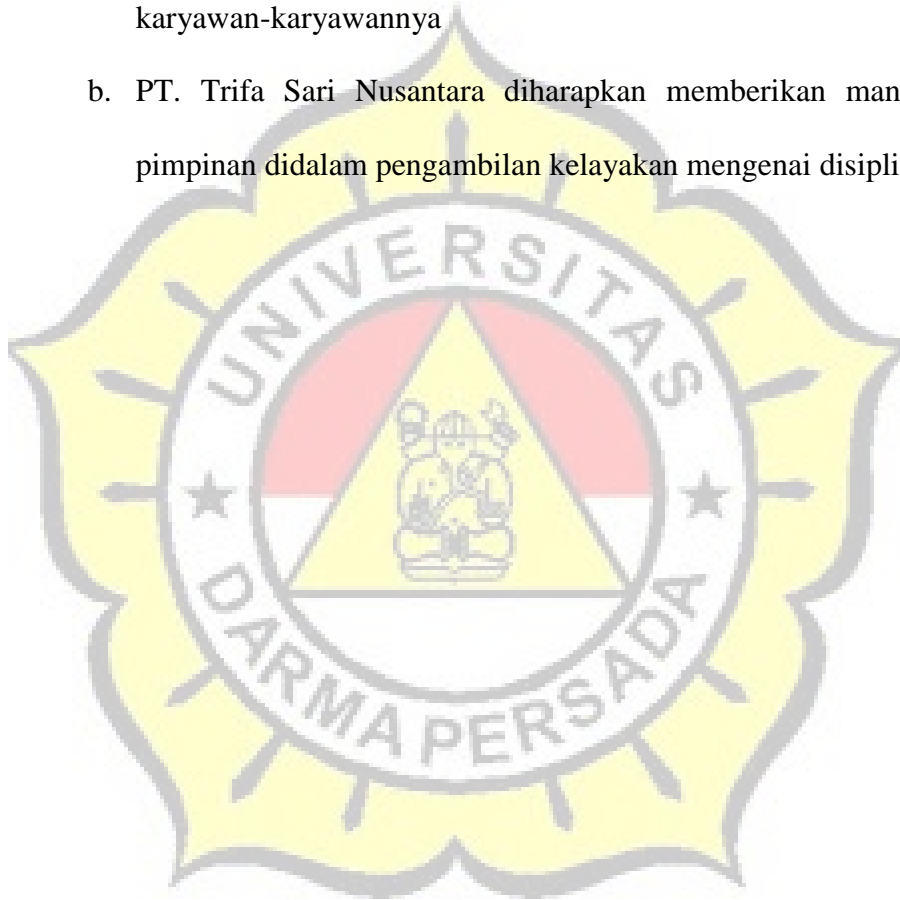 karyawan-karyawannya
b. PT. Trifa Sari Nusantara diharapkan memberikan man
pimpinan didalam pengambilan kelayakan mengenai disipli
UNIVERSITAS
DARMA PERSADA